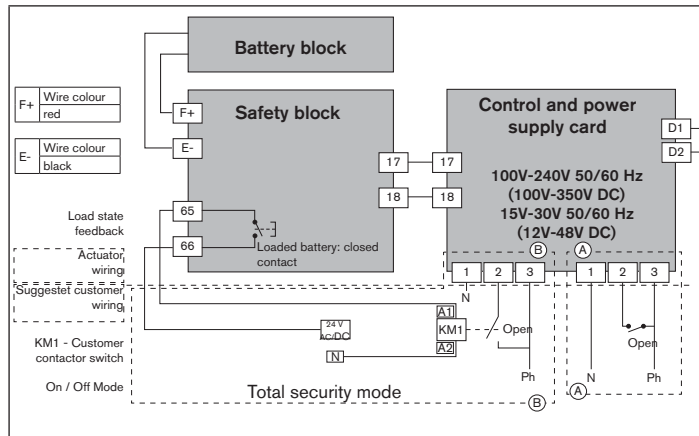 Battery block
F+
Wire colour
red
E-
Wire colour
black
F+
E-
Safety block
17
18
17
18
Control and power
supply card
100V-240V 50/60 Hz
(100V-350V DC)
15V-30V 50/60 Hz
(12V-48V DC)
D1
D2
65
66
Loaded battery: closed
contact
Load state
feedback
Actuator
wiring
Suggestet customer
wiring
KM1 - Customer
contactor switch
On / Off Mode
B
A
1
2
3
1
2
3
N
24 V
AC/DC
N
A1
KM1
A2
Open
Ph
Open
N
Ph
Total security mode
B
A